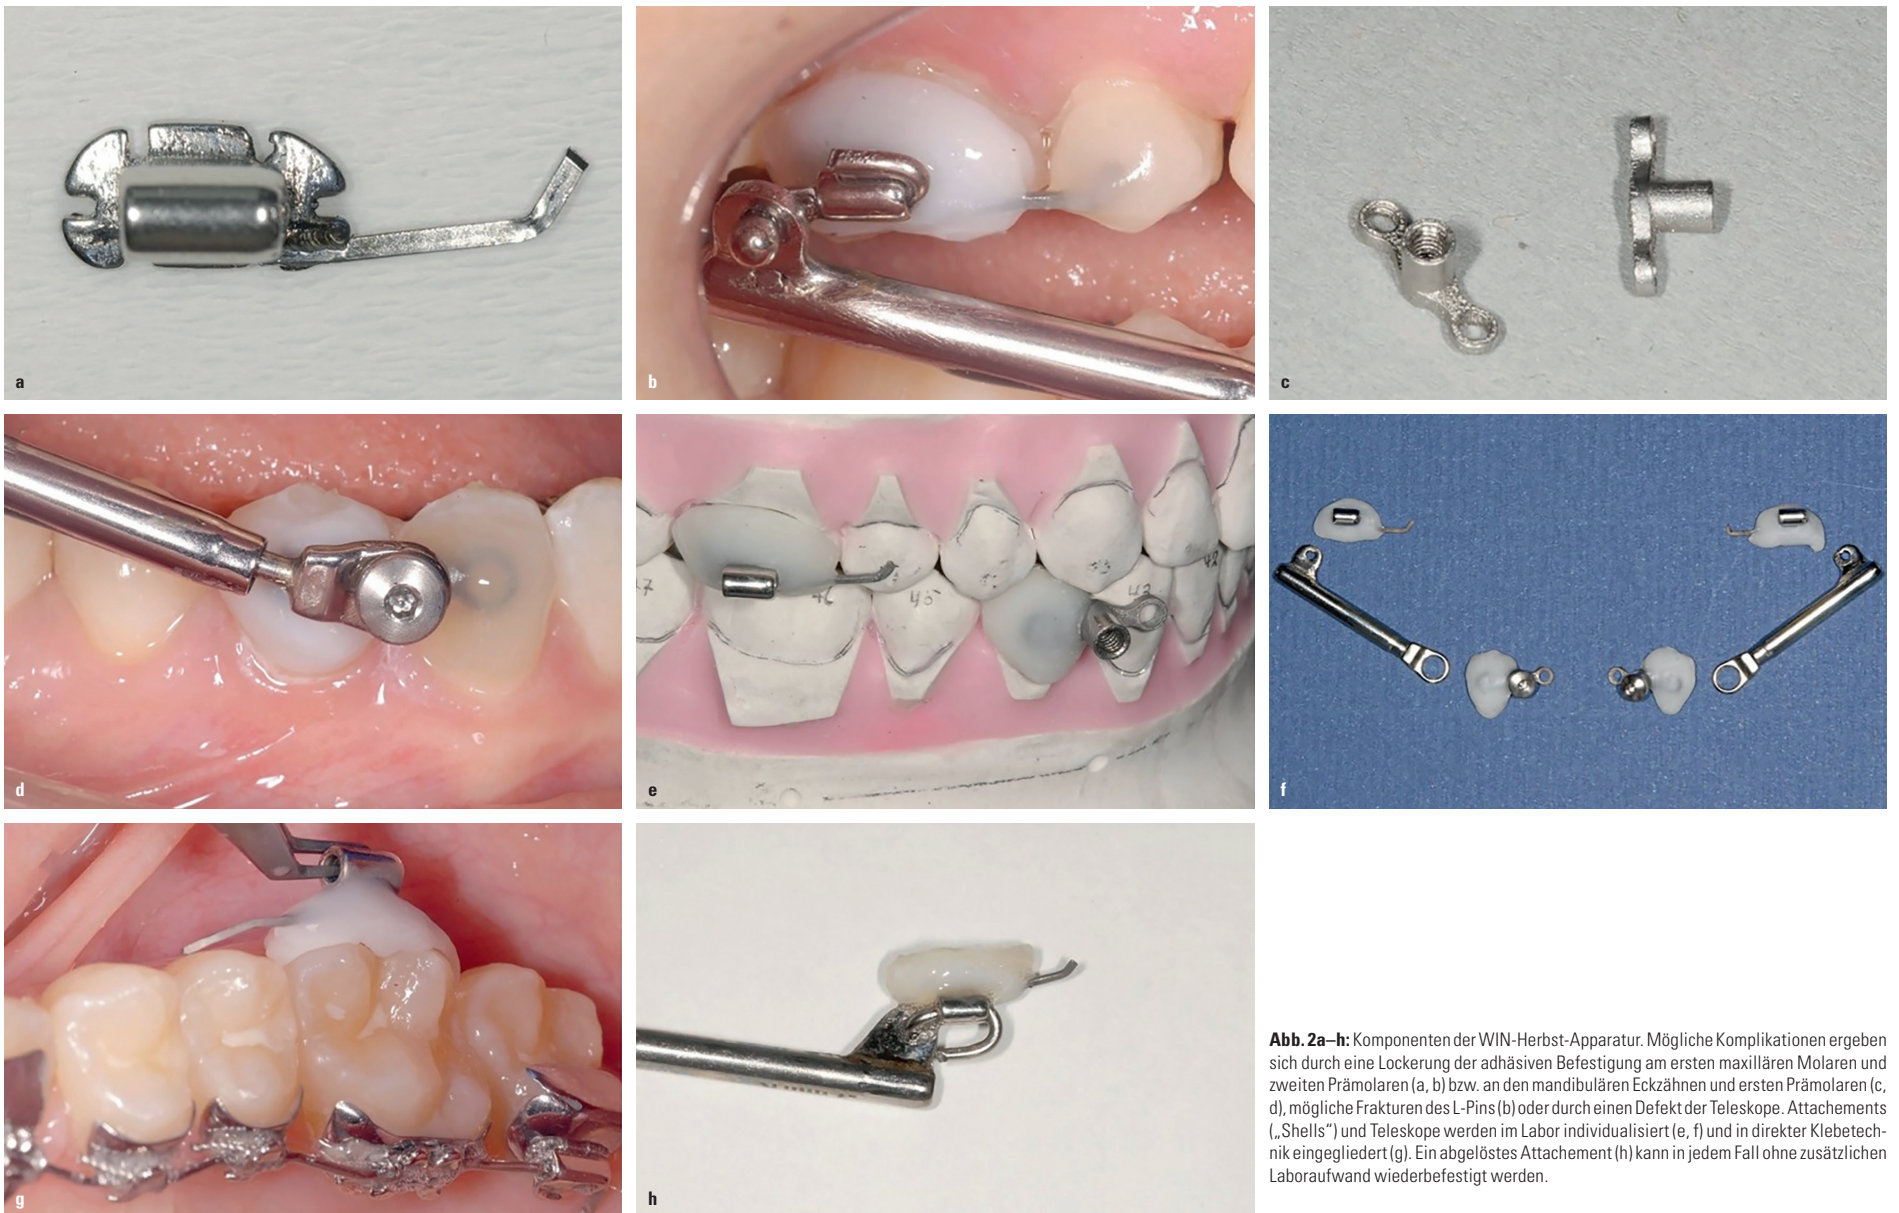 a
b
c
d
e
f
g
h
46
45
43
Abb. 2a–h: Komponenten der WIN-Herbst-Apparatur. Mögliche Komplikationen ergeben
sich durch eine Lockerung der adhäsiven Befestigung am ersten maxillären Molaren und
zweiten Prämolaren (a, b) bzw. an den mandibulären Eckzähnen und ersten Prämolaren (c,
d), mögliche Frakturen des L-Pins (b) oder durch einen Defekt der Teleskope. Attachements
(„Shells“) und Teleskope werden im Labor individualisiert (e, f) und in direkter Klebetech-
nik eingegliedert (g). Ein abgelöstes Attachement (h) kann in jedem Fall ohne zusätzlichen
Laboraufwand wiederbefestigt werden.